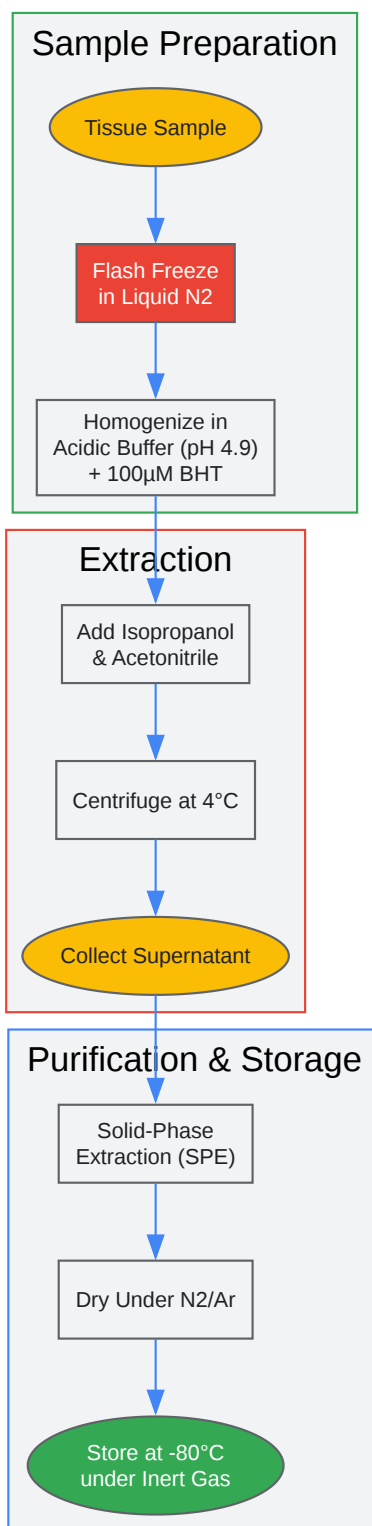 Sample Preparation
Tissue Sample
Flash Freeze
in Liquid N2
Homogenize in
Acidic Buffer (pH 4.9)
+ 100µM BHT
Extraction
Add Isopropanol
& Acetonitrile
Centrifuge at 4°C
Collect Supernatant
Purification & Storage
Solid-Phase
Extraction (SPE)
Dry Under N2/Ar
Store at -80°C
under Inert Gas